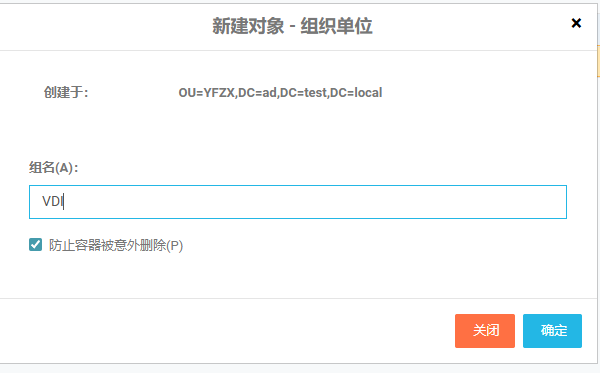 新建对象 - 组织单位
×
创建于： OU=YFZX,DC=ad,DC=test,DC=local
组名(A)：
VDI
防止容器被意外删除(P)
关闭 确定